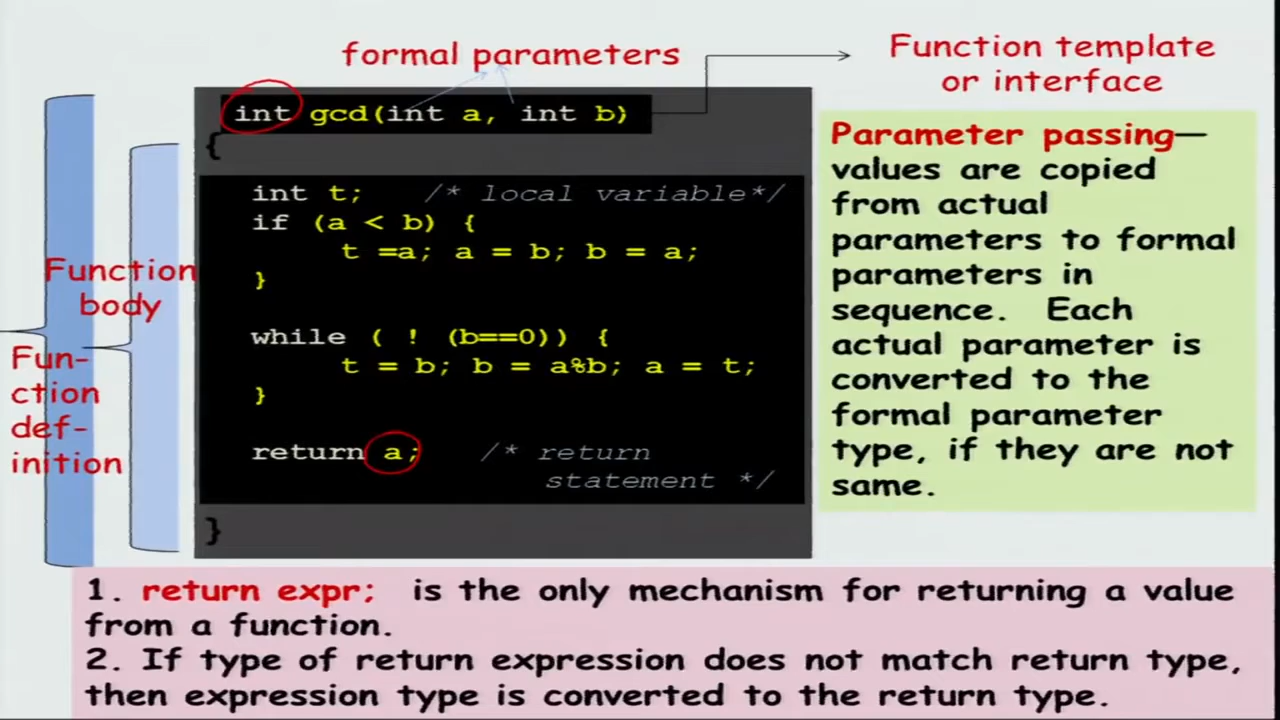 formal parameters
Function template
or interface
int gcd(int a, int b)
{
int t; /* local variable*/
if (a < b) {
t =a; a = b; b = a;
}
while ( ! (b==0)) {
t = b; b = a%b; a = t;
}
return a; /* return
statement */
}
Function
body
Fun-
ction
def-
inition
Parameter passing—
values are copied
from actual
parameters to formal
parameters in
sequence. Each
actual parameter is
converted to the
formal parameter
type, if they are not
same.
1. return expr; is the only mechanism for returning a value
from a function.
2. If type of return expression does not match return type,
then expression type is converted to the return type.